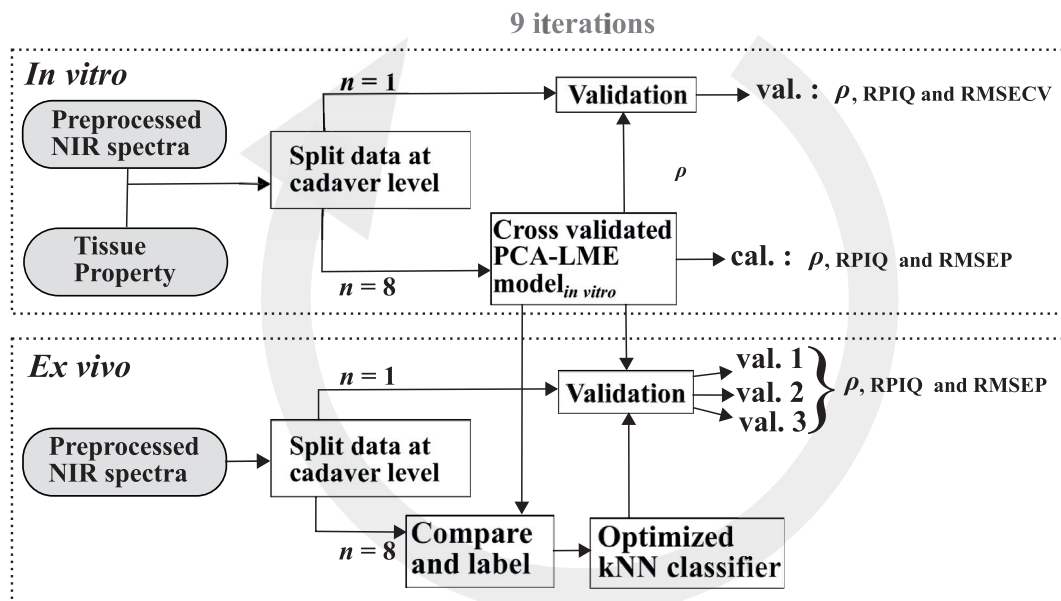 9 iterations
In vitro
Preprocessed
NIR spectra
Tissue
Property
Split data at
cadaver level
n = 1
n = 8
Validation
val. : ρ, RPIQ and RMSECV
ρ
Cross validated
PCA-LME
model in vitro
cal. : ρ, RPIQ and RMSEP
Ex vivo
Preprocessed
NIR spectra
Split data at
cadaver level
n = 1
n = 8
Validation
val. 1
val. 2
val. 3
ρ, RPIQ and RMSEP
Compare
and label
Optimized
kNN classifier